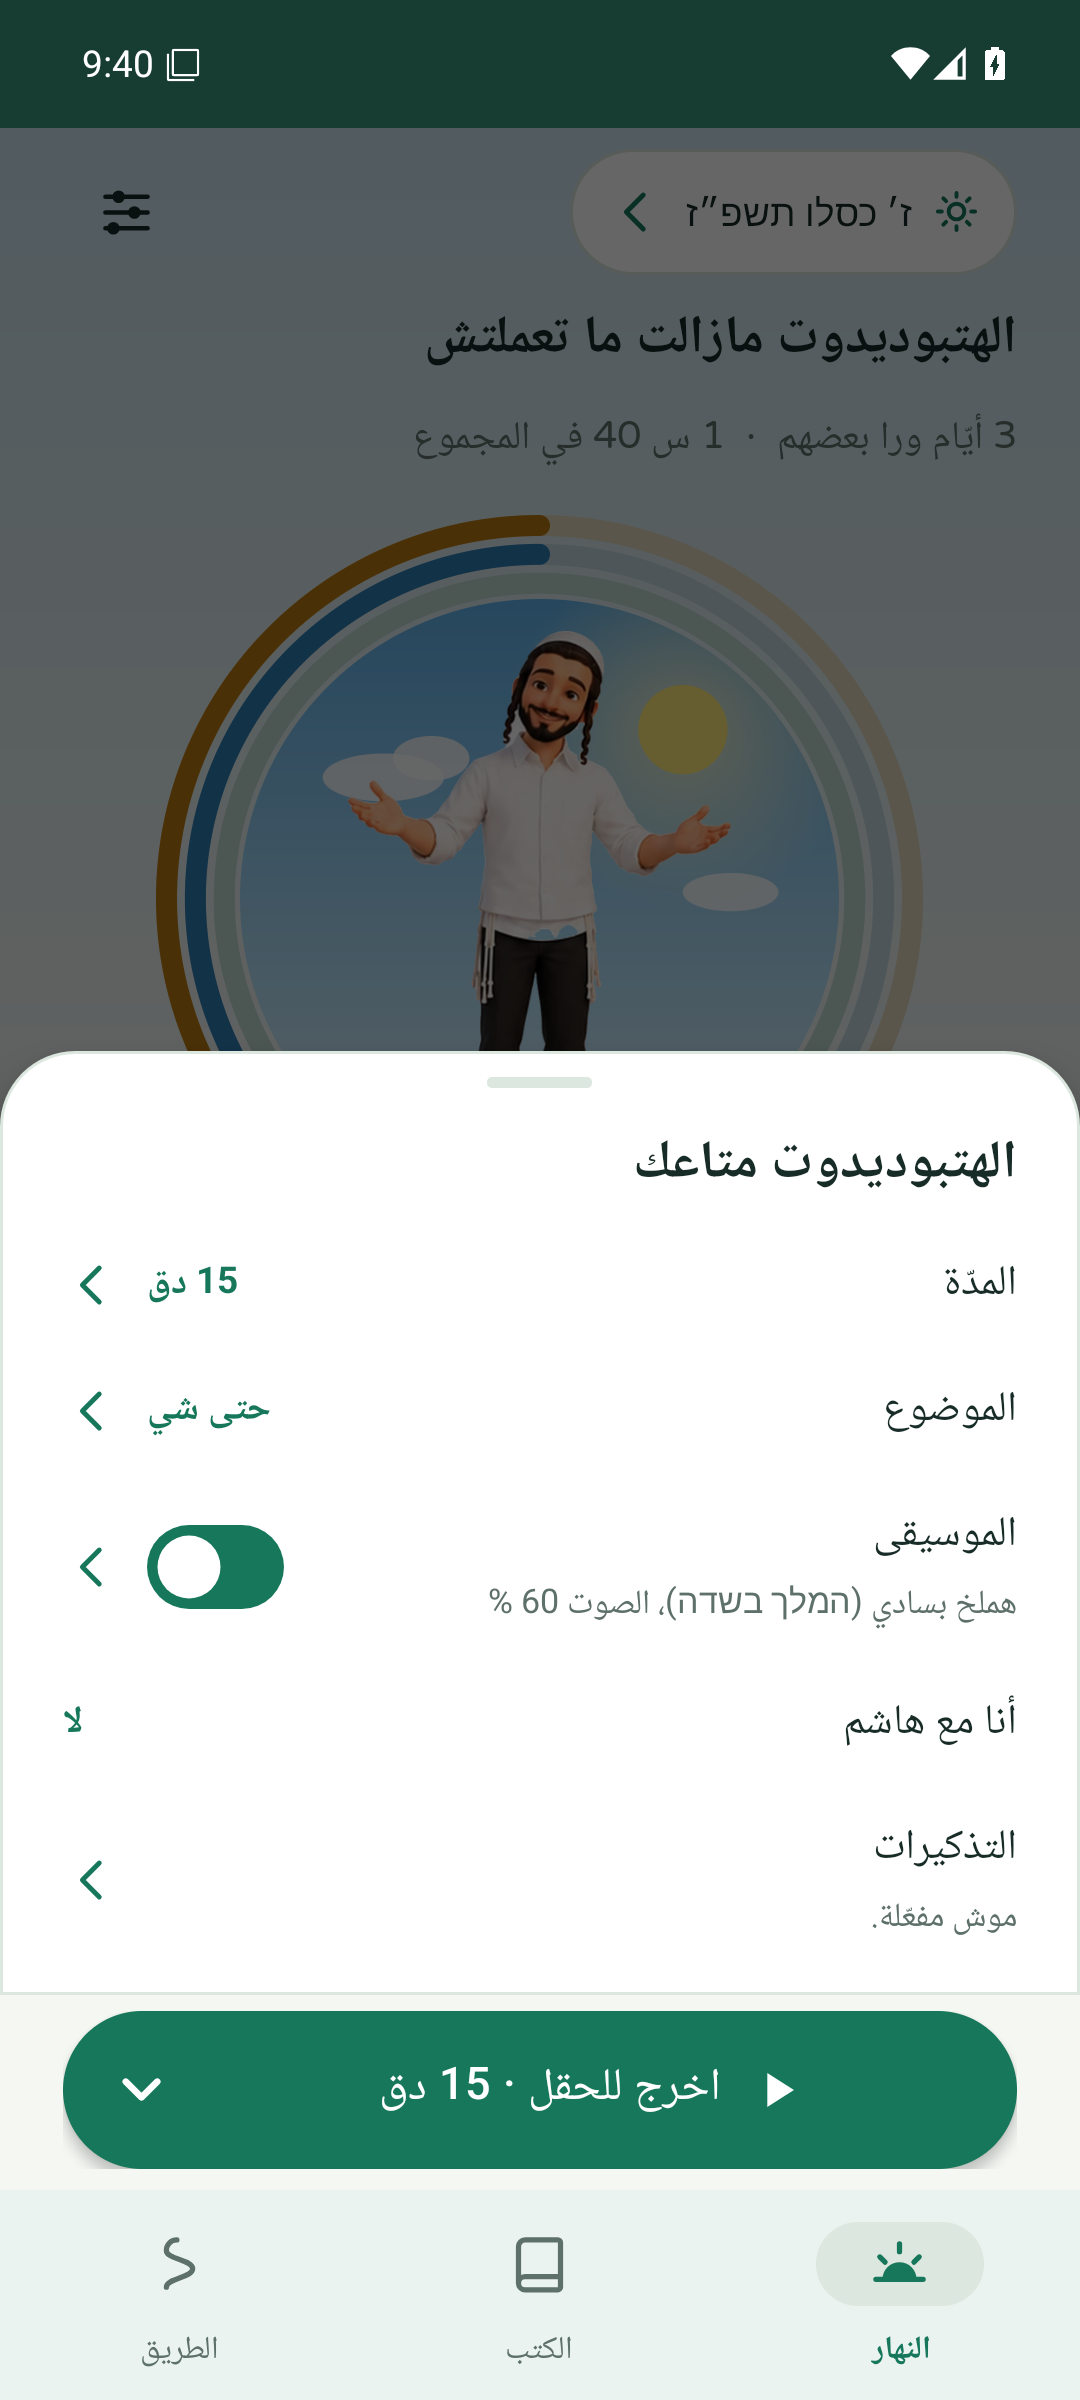 9:40
ז׳ כסלו תשפ״ז
الهتبوديدوت مازالت ما تعملتش
3 أيّام ورا بعضهم · 1 س 40 في المجموع
الهتبوديدوت متاعك
المدّة
15 دق
الموضوع
حتى شي
الموسيقى
هملخ بسادي (המלך בשדה)، الصوت 60 %
أنا مع هاشم
لا
التذكيرات
موش مفعّلة.
اخرج للحقل · 15 دق
النهار
الكتب
الطريق